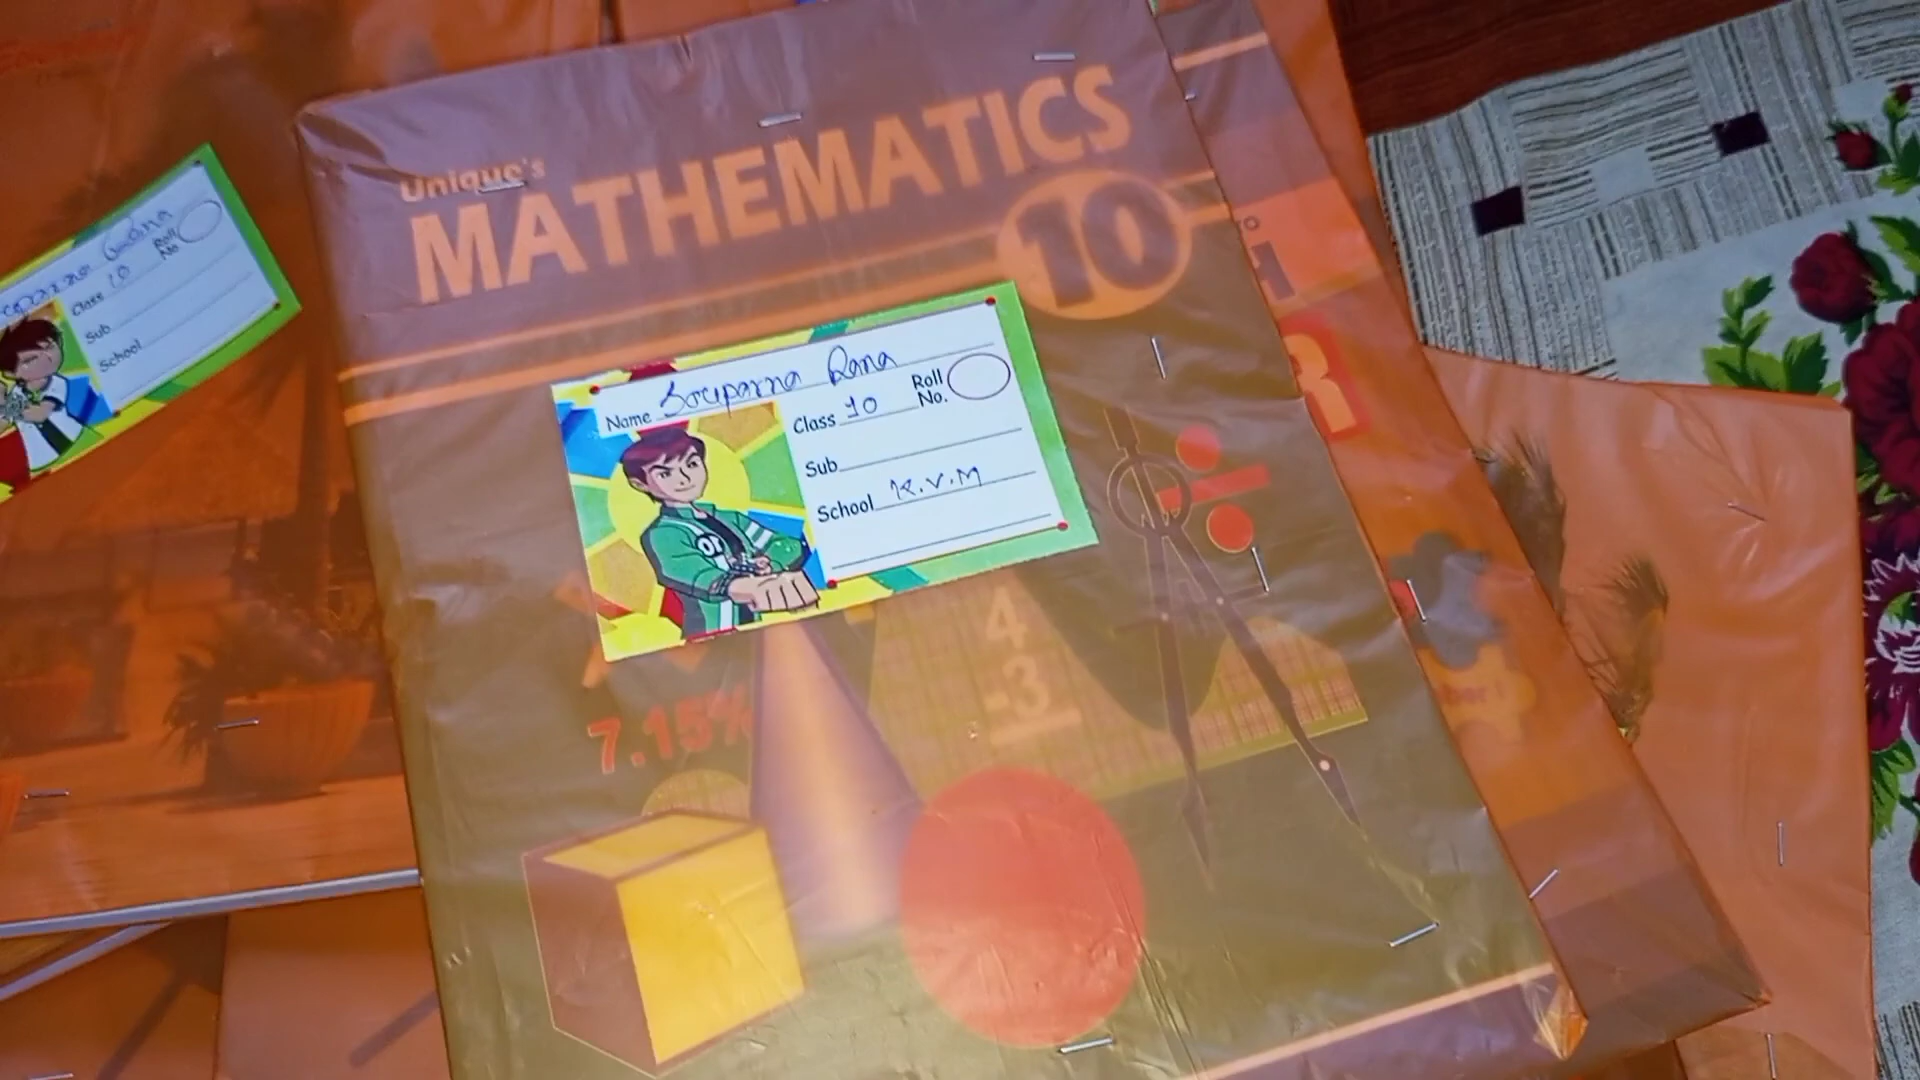 Unique's
MATHEMATICS
10
Name Souparna Rana
Class 10 Roll No.
Sub
School K.V.M
4
-3
7.15%
Rana
Class 10 Roll No.
Sub
School
R